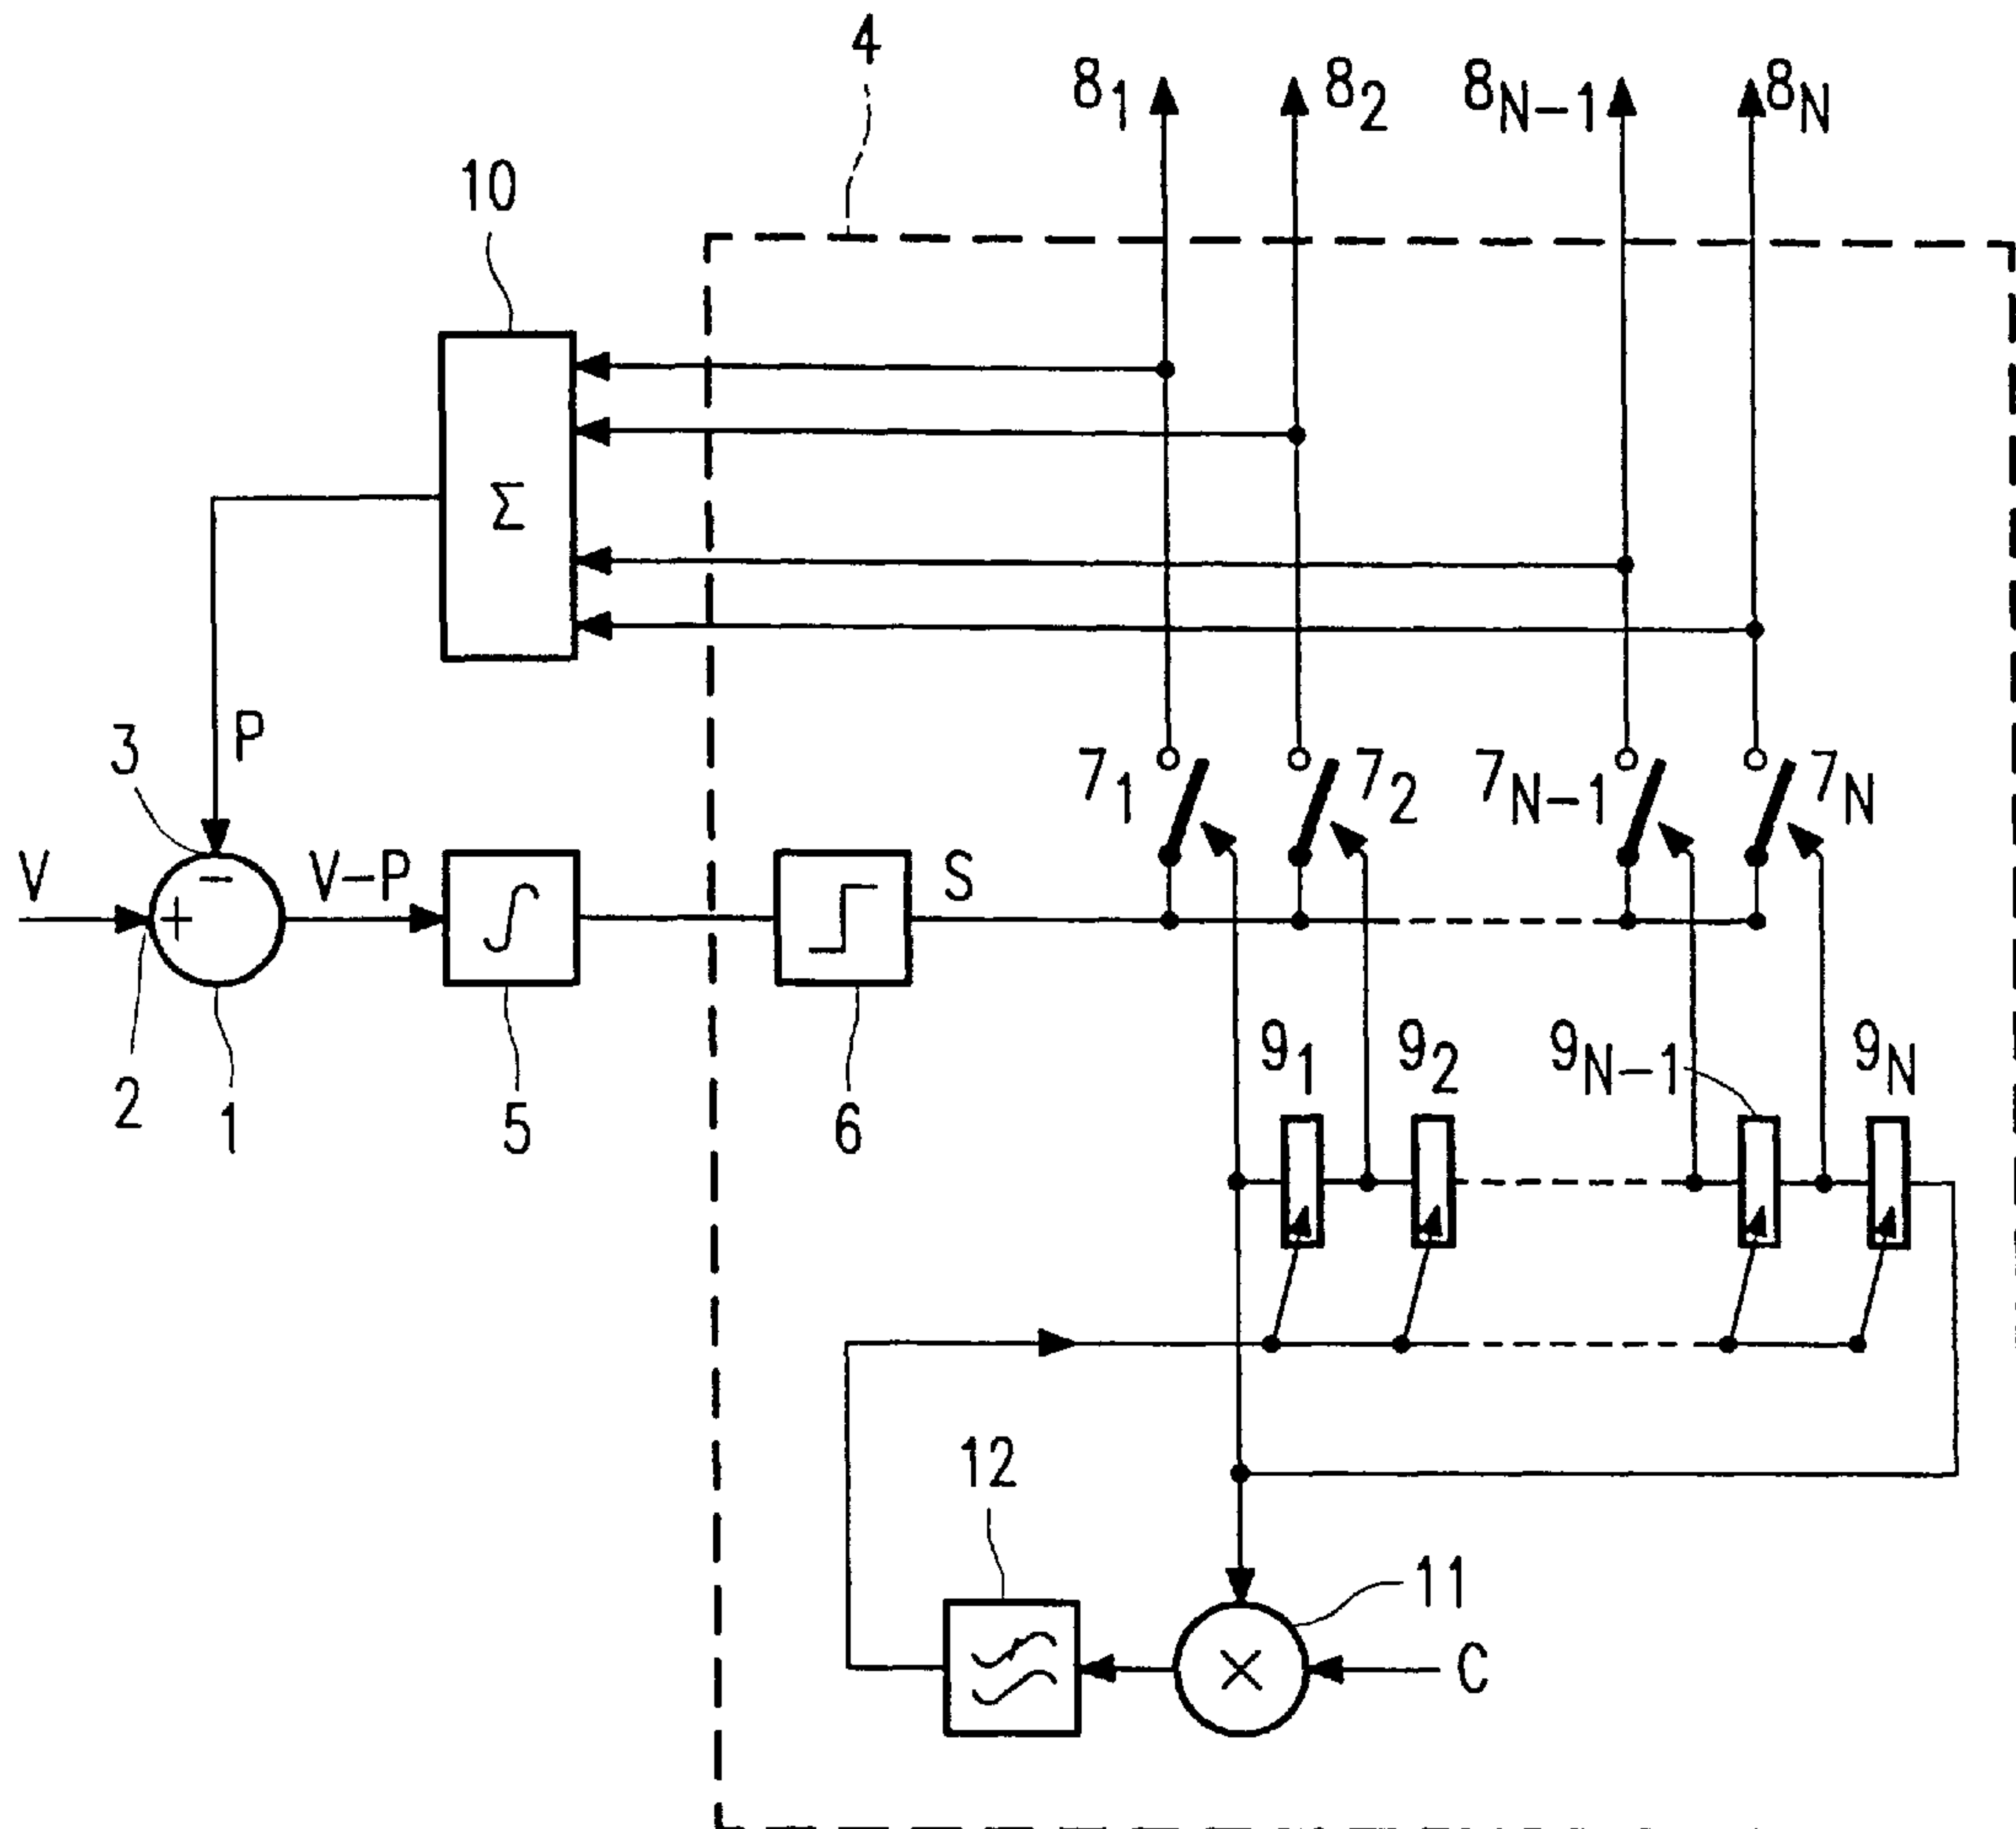 4
8₁ 8₂ 8N−1 8N
10
Σ
P
3
7₁ 7₂ 7N−1 7N
V
−
+
V−P
∫
S
2
1
5
6
9₁ 9₂ 9N−1 9N
12
11
×
C